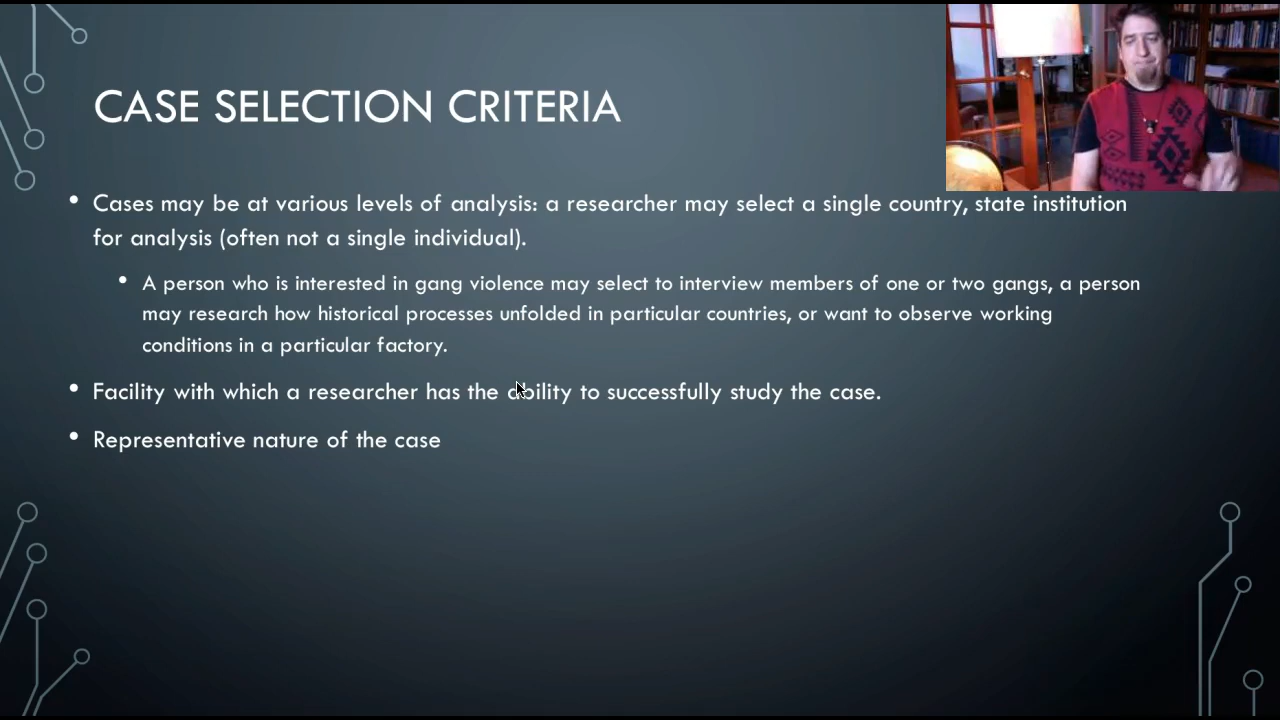 CASE SELECTION CRITERIA
• Cases may be at various levels of analysis: a researcher may select a single country, state institution
for analysis (often not a single individual).
• A person who is interested in gang violence may select to interview members of one or two gangs, a person
may research how historical processes unfolded in particular countries, or want to observe working
conditions in a particular factory.
• Facility with which a researcher has the ability to successfully study the case.
• Representative nature of the case